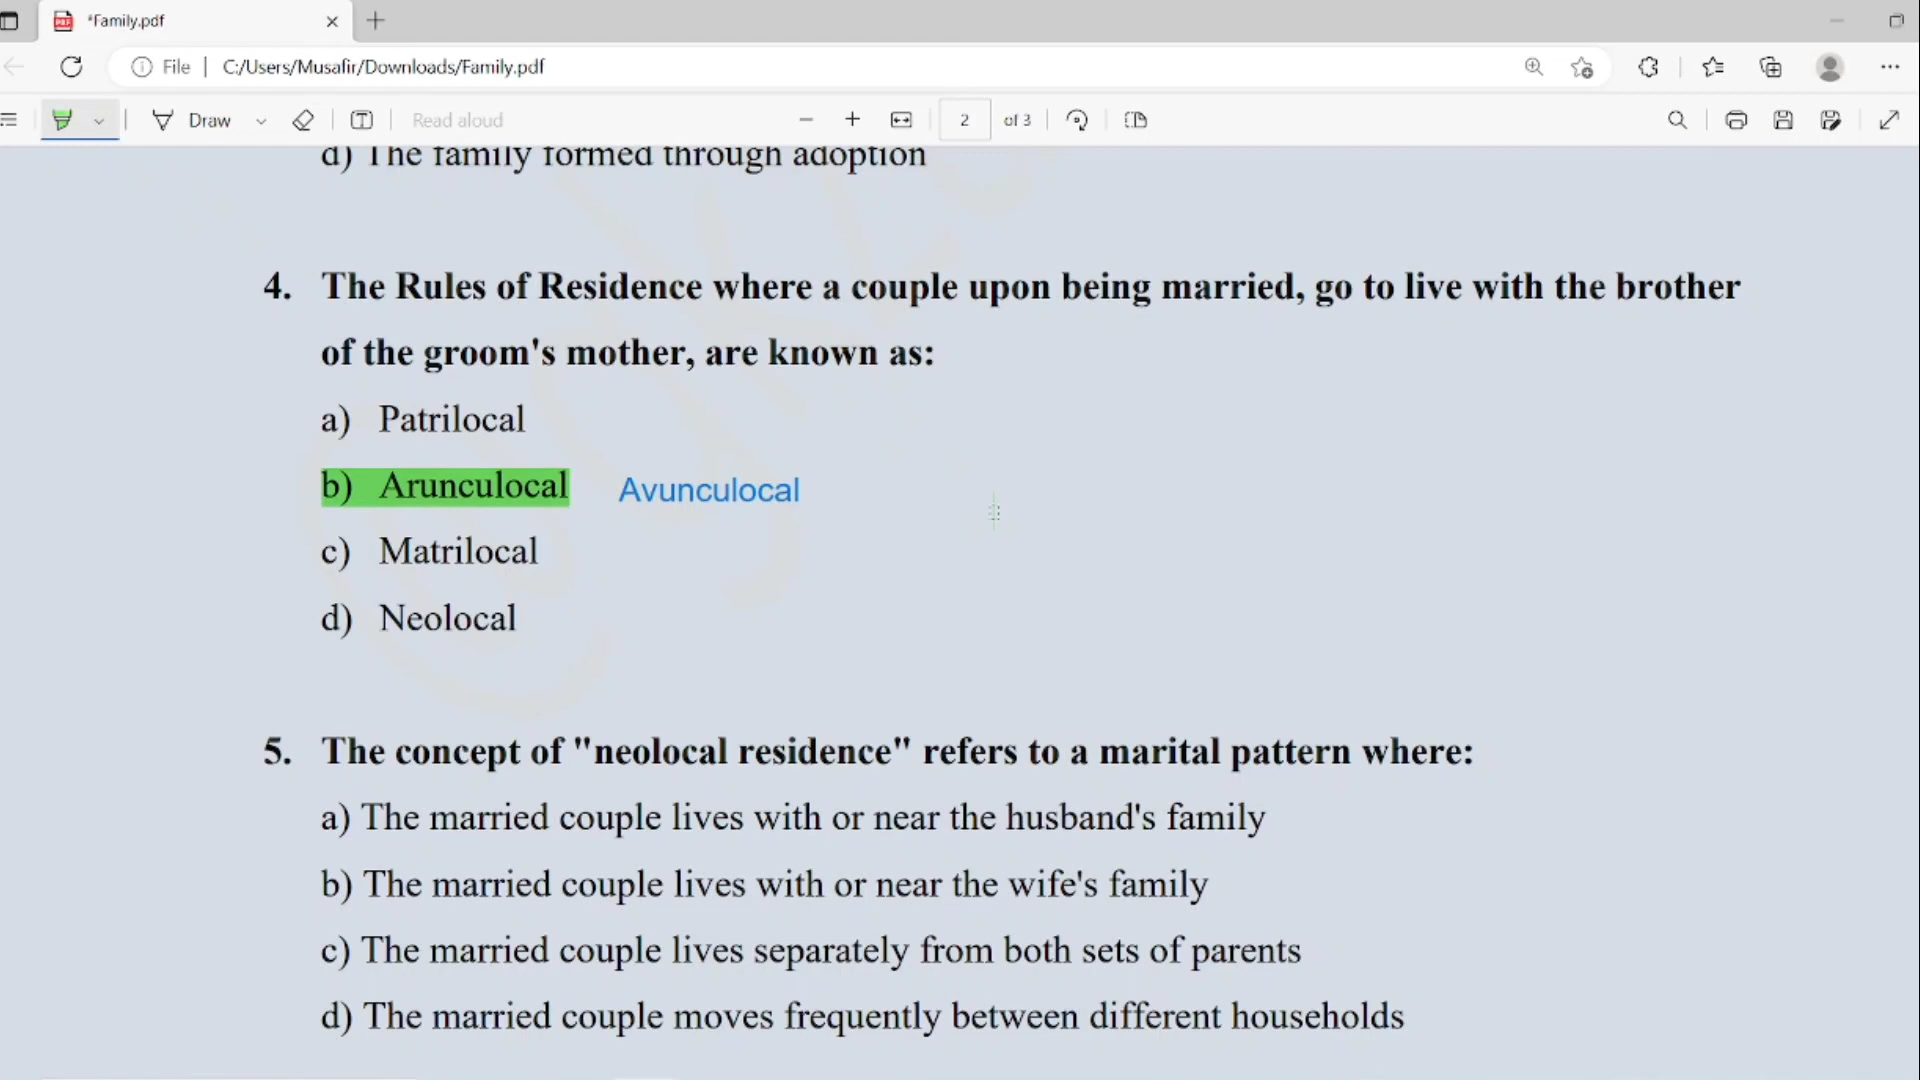 *Family.pdf
File | C:/Users/Musafir/Downloads/Family.pdf
Draw Read aloud 2 of 3
d) The family formed through adoption
4. The Rules of Residence where a couple upon being married, go to live with the brother
of the groom's mother, are known as:
a) Patrilocal
b) Arunculocal Avunculocal
c) Matrilocal
d) Neolocal
5. The concept of "neolocal residence" refers to a marital pattern where:
a) The married couple lives with or near the husband's family
b) The married couple lives with or near the wife's family
c) The married couple lives separately from both sets of parents
d) The married couple moves frequently between different households